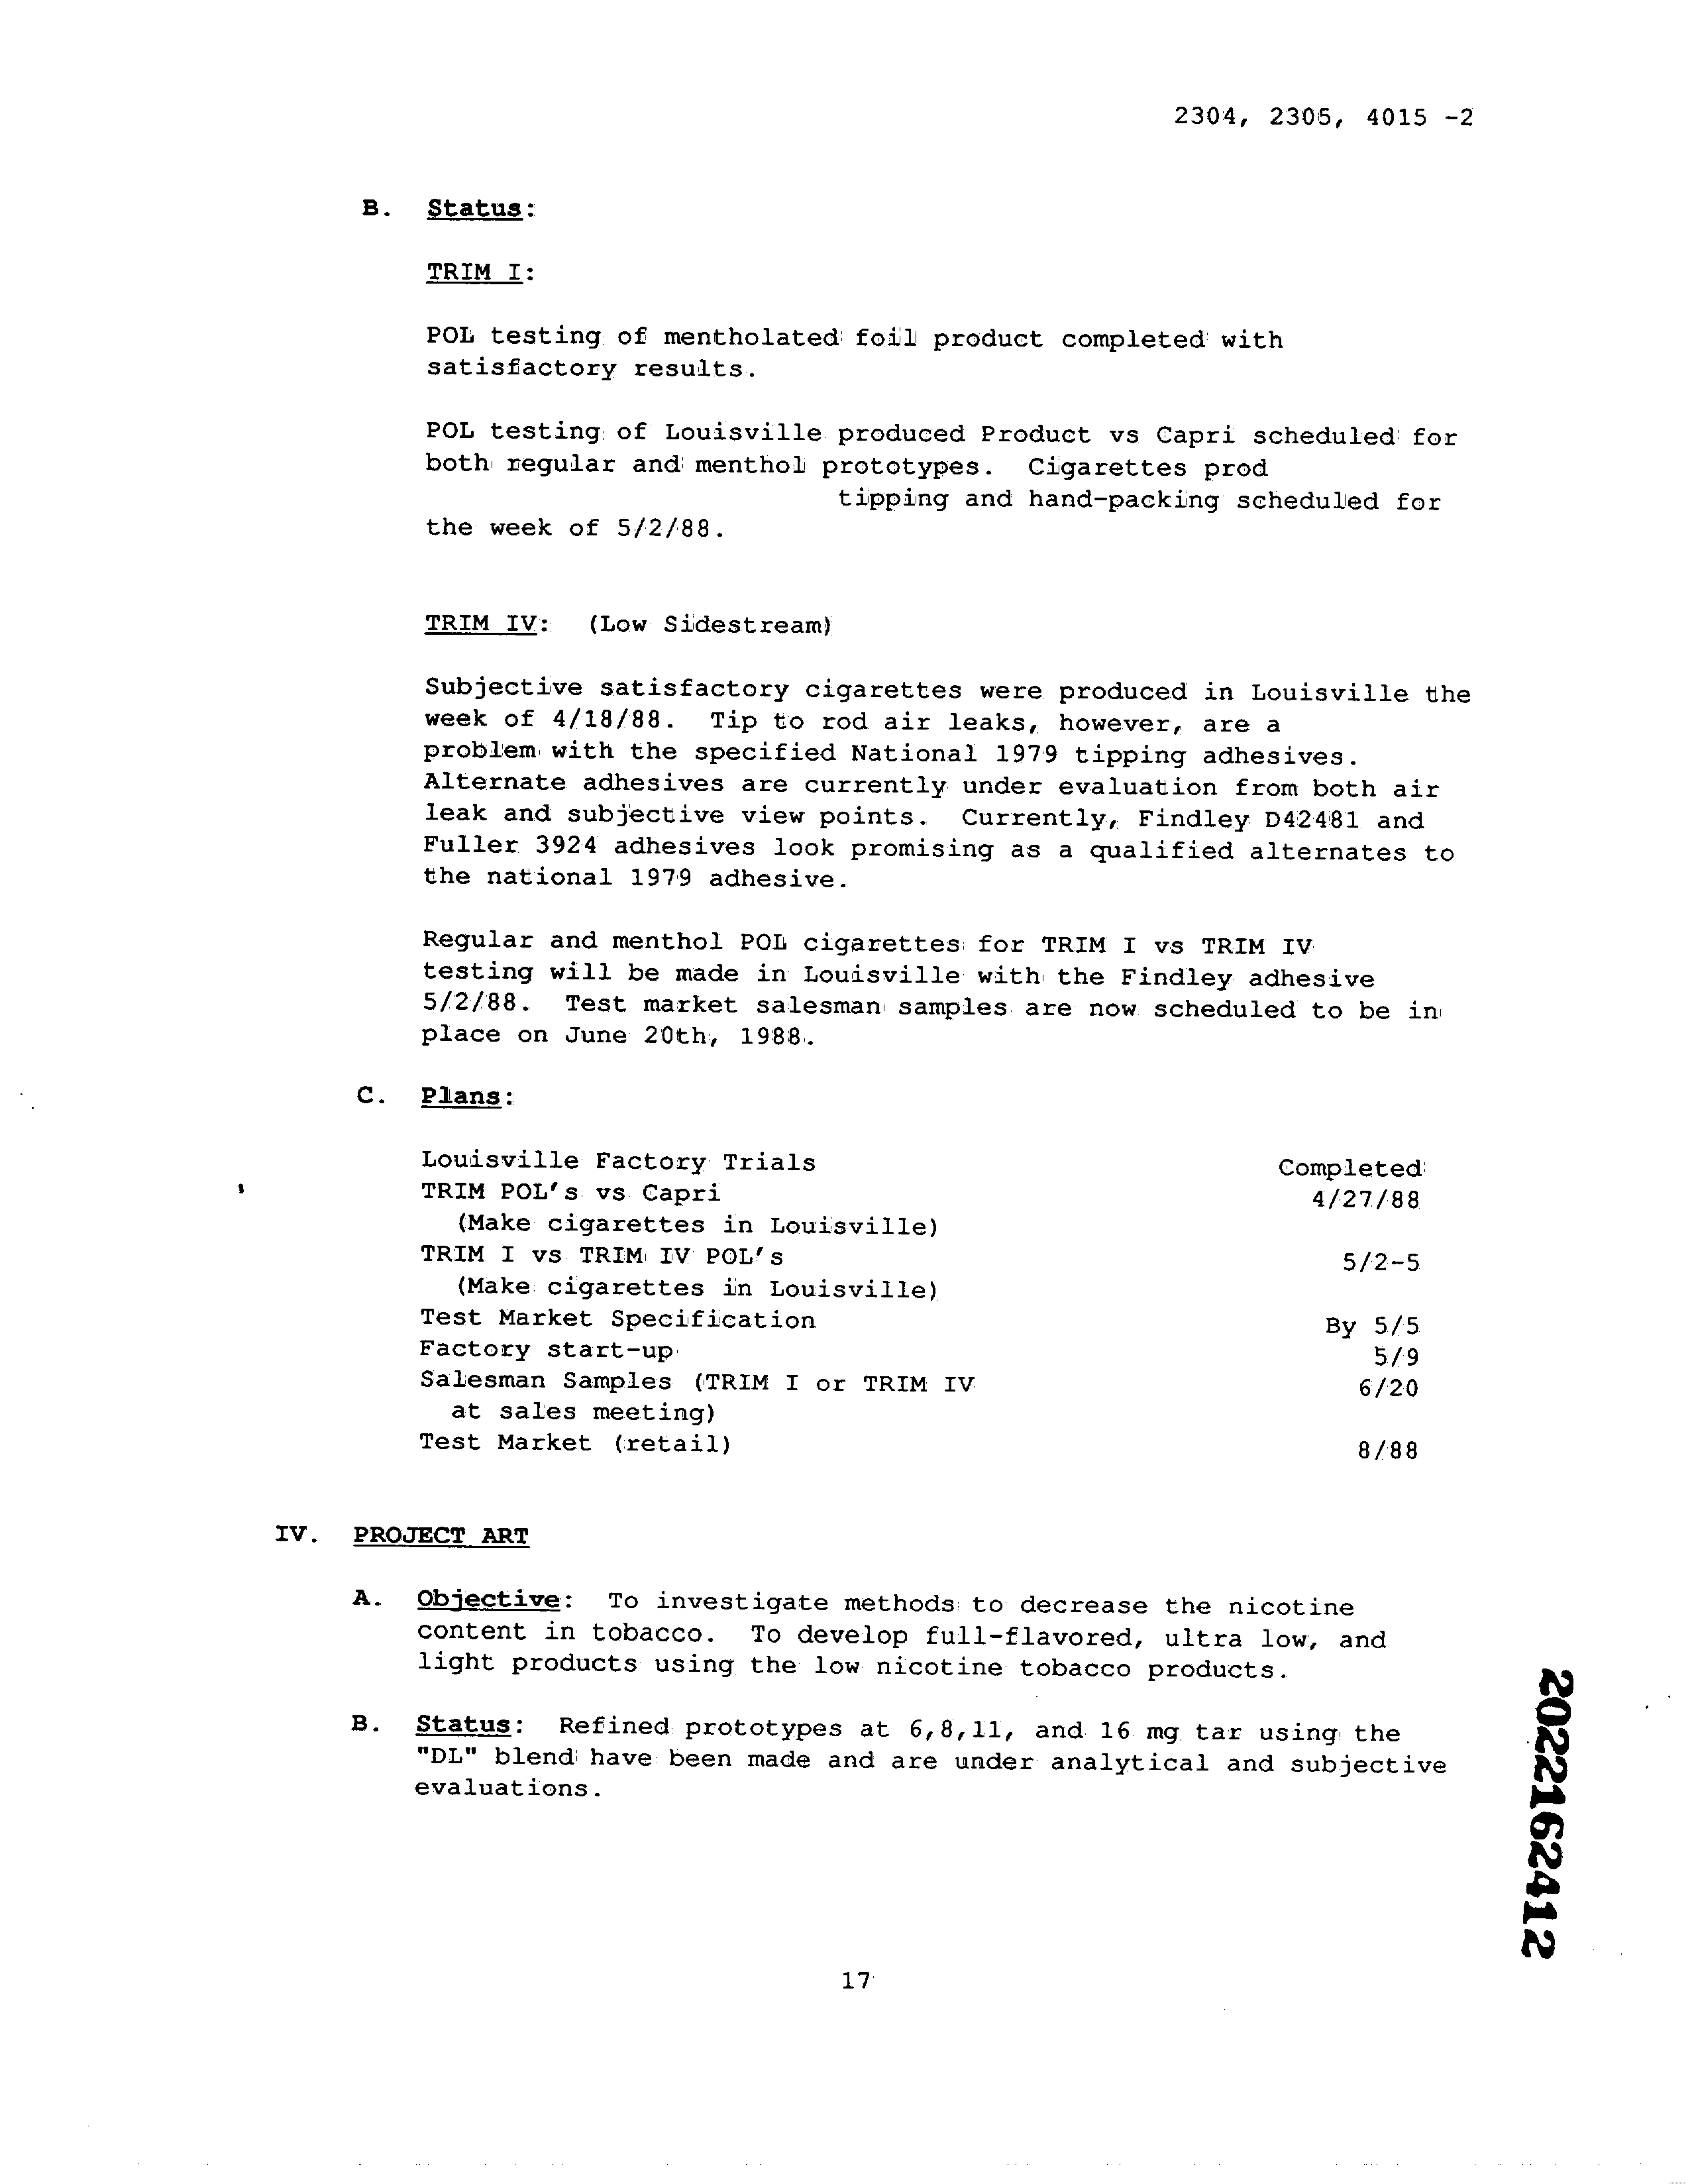 2304, 2305, 4015 -2
B. Status:
TRIM I:
POL testing of mentholated foil product completed with
satisfactory results.
POL testing of Louisville produced Product vs Capri scheduled for
both regular and menthol prototypes. Cigarettes prod
tipping and hand-packing scheduled for
the week of 5/2/88.
TRIM IV: (Low Sidestream)
Subjective satisfactory cigarettes were produced in Louisville the
week of 4/18/88. Tip to rod air leaks, however, are a
problem with the specified National 1979 tipping adhesives.
Alternate adhesives are currently under evaluation from both air
leak and subjective view points. Currently, Findley D42481 and
Fuller 3924 adhesives look promising as a qualified alternates to
the national 1979 adhesive.
Regular and menthol POL cigarettes for TRIM I vs TRIM IV
testing will be made in Louisville with the Findley adhesive
5/2/88. Test market salesman samples are now scheduled to be in
place on June 20th, 1988.
C. Plans:
Louisville Factory Trials Completed
TRIM POL's vs Capri 4/27/88
(Make cigarettes in Louisville)
TRIM I vs TRIM IV POL's 5/2-5
(Make cigarettes in Louisville)
Test Market Specification By 5/5
Factory start-up 5/9
Salesman Samples (TRIM I or TRIM IV 6/20
at sales meeting)
Test Market (retail) 8/88
IV. PROJECT ART
A. Objective: To investigate methods to decrease the nicotine
content in tobacco. To develop full-flavored, ultra low, and
light products using the low nicotine tobacco products.
B. Status: Refined prototypes at 6,8,11, and 16 mg tar using the
"DL" blend have been made and are under analytical and subjective
evaluations.
2022162412
17